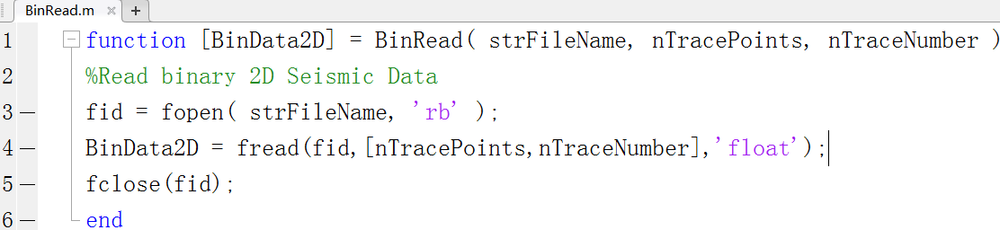 BinRead.m × +
1 function [BinData2D] = BinRead( strFileName, nTracePoints, nTraceNumber )
2 %Read binary 2D Seismic Data
3 — fid = fopen( strFileName, 'rb' );
4 — BinData2D = fread(fid,[nTracePoints,nTraceNumber],'float');
5 — fclose(fid);
6 — end